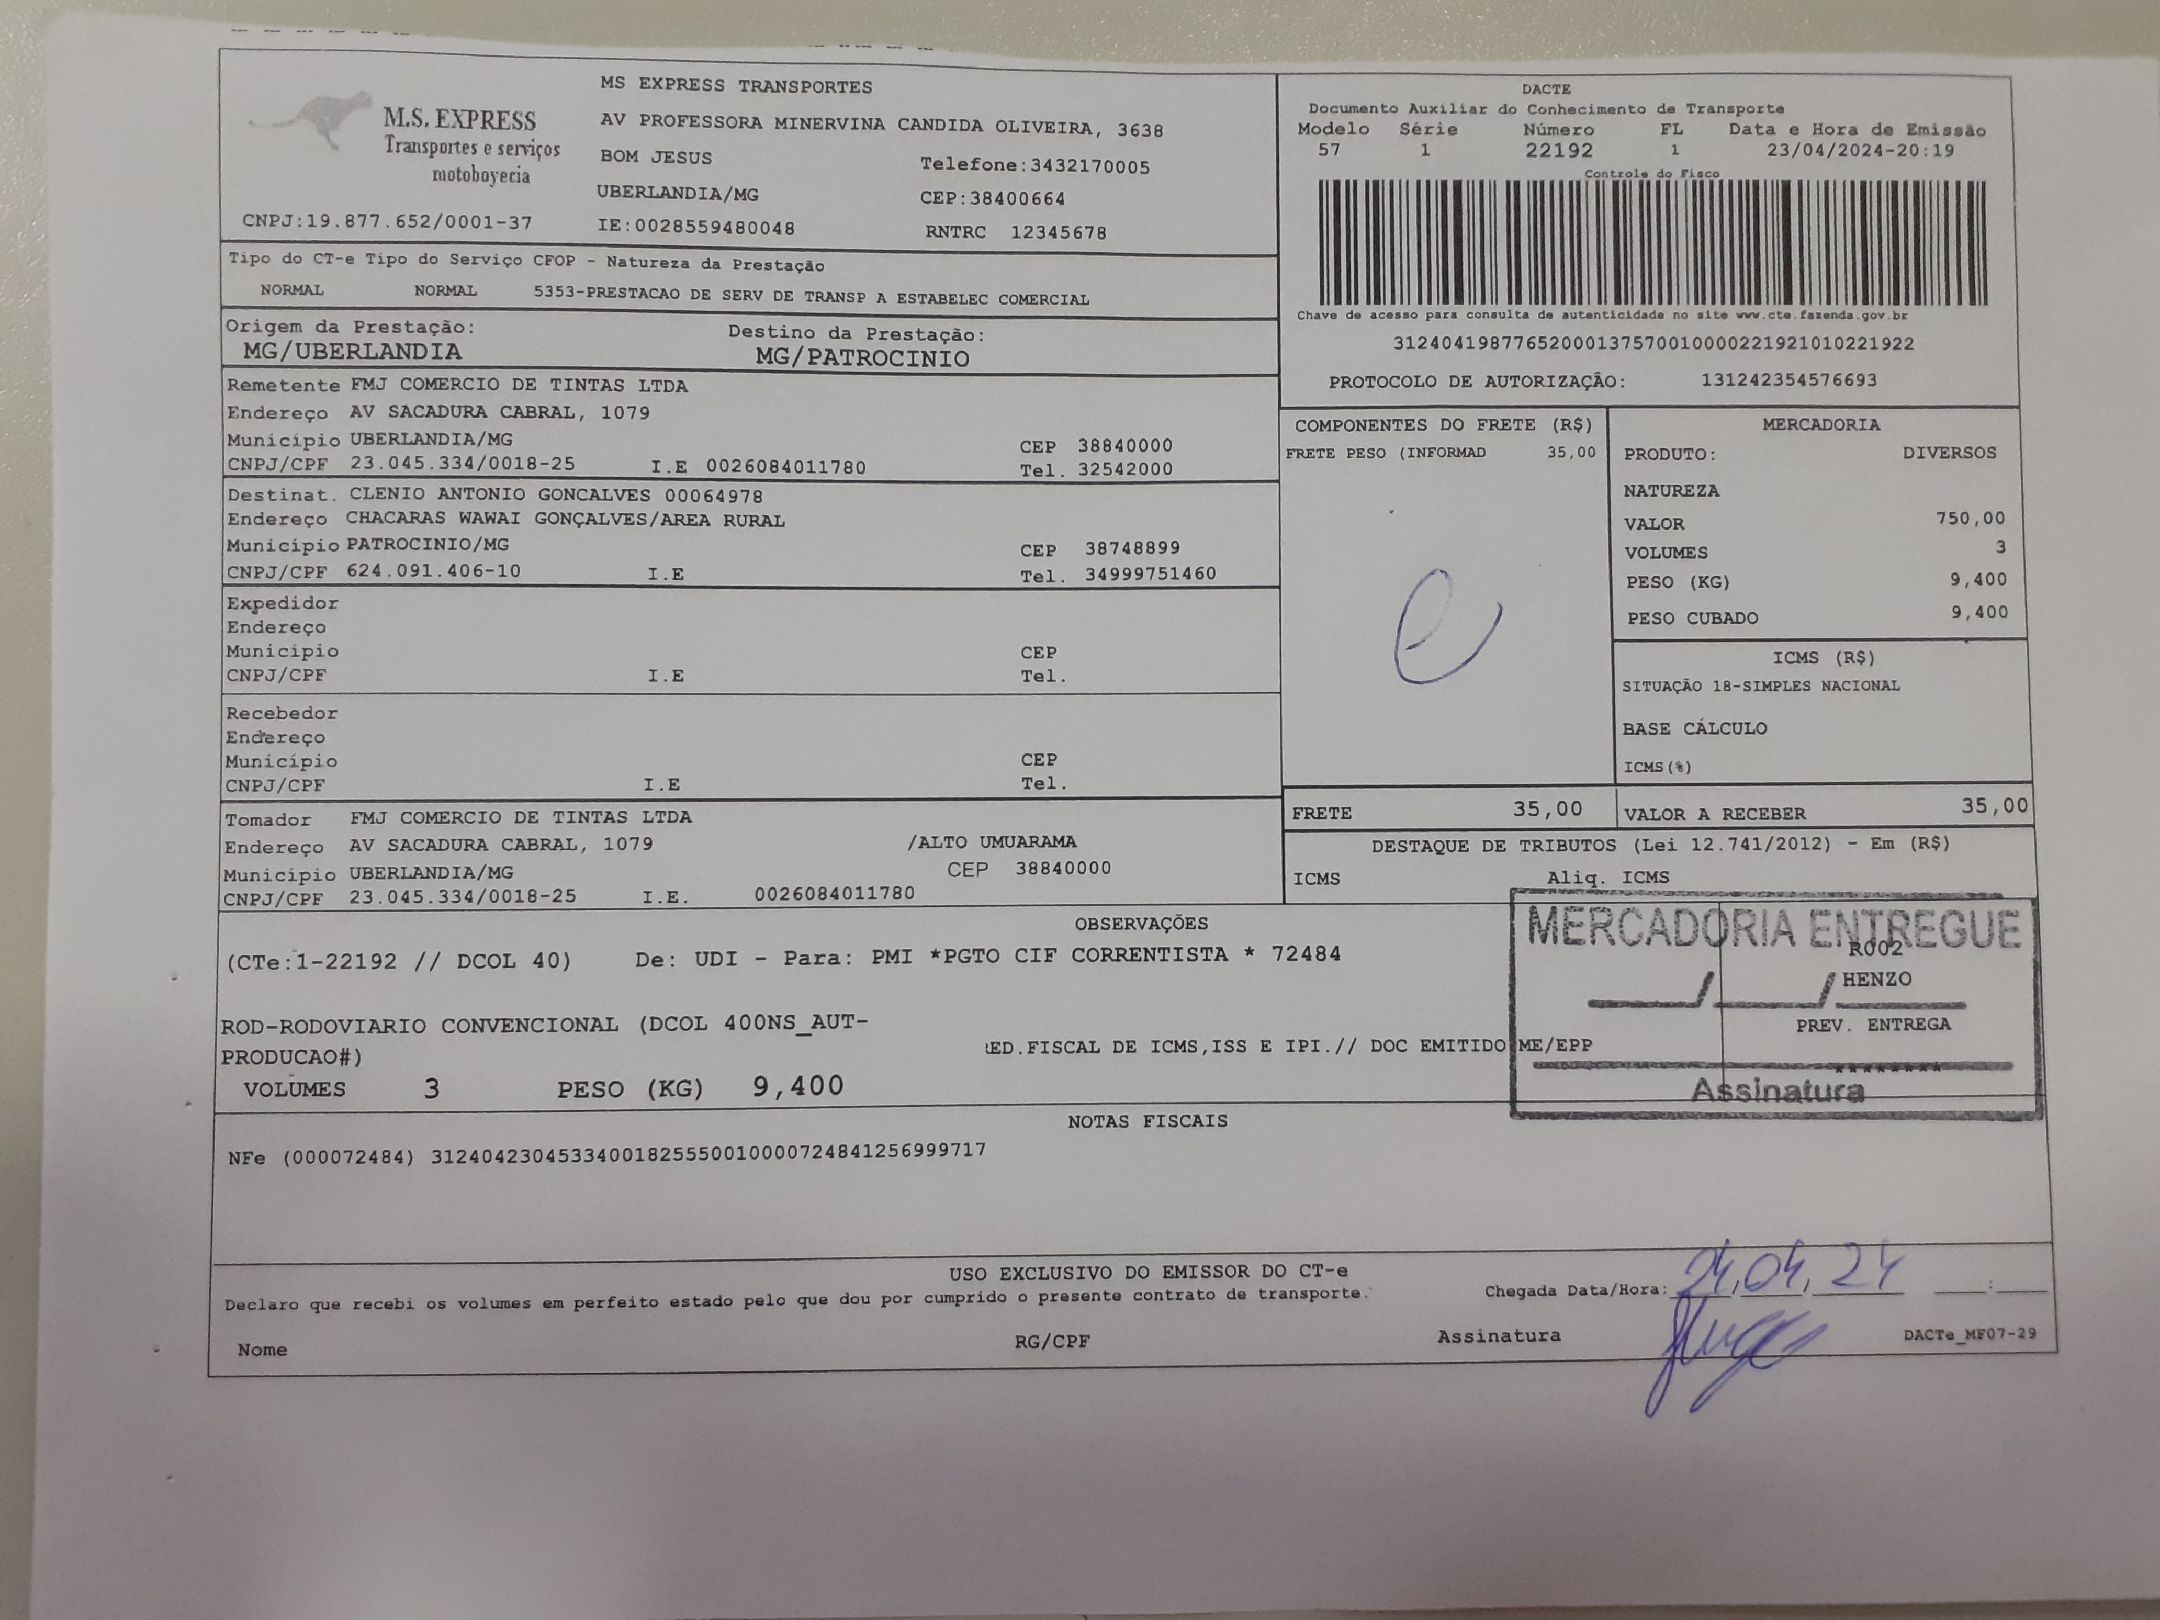 M.S. EXPRESS
Transportes e serviços
motoboyecia
CNPJ:19.877.652/0001-37
MS EXPRESS TRANSPORTES
AV PROFESSORA MINERVINA CANDIDA OLIVEIRA, 3638
BOM JESUS Telefone:3432170005
UBERLANDIA/MG CEP:38400664
IE:0028559480048 RNTRC 12345678
DACTE
Documento Auxiliar do Conhecimento de Transporte
Modelo Série Número FL Data e Hora de Emissão
57 1 22192 1 23/04/2024-20:19
Controle do Fisco
Chave de acesso para consulta de autenticidade no site www.cte.fazenda.gov.br
31240419877652000137570010000221921010221922
PROTOCOLO DE AUTORIZAÇÃO: 131242354576693
Tipo do CT-e Tipo do Serviço CFOP - Natureza da Prestação
NORMAL NORMAL 5353-PRESTACAO DE SERV DE TRANSP A ESTABELEC COMERCIAL
Origem da Prestação: Destino da Prestação:
MG/UBERLANDIA MG/PATROCINIO
Remetente FMJ COMERCIO DE TINTAS LTDA
Endereço AV SACADURA CABRAL, 1079
Município UBERLANDIA/MG CEP 38840000
CNPJ/CPF 23.045.334/0018-25 I.E 0026084011780 Tel. 32542000
Destinat. CLENIO ANTONIO GONCALVES 00064978
Endereço CHACARAS WAWAI GONÇALVES/AREA RURAL
Município PATROCINIO/MG CEP 38748899
CNPJ/CPF 624.091.406-10 I.E Tel. 34999751460
Expedidor
Endereço
Município CEP
CNPJ/CPF I.E Tel.
Recebedor
Endereço
Município CEP
CNPJ/CPF I.E Tel.
Tomador FMJ COMERCIO DE TINTAS LTDA
Endereço AV SACADURA CABRAL, 1079 /ALTO UMUARAMA
Município UBERLANDIA/MG CEP 38840000
CNPJ/CPF 23.045.334/0018-25 I.E. 0026084011780
COMPONENTES DO FRETE (R$)
FRETE PESO (INFORMAD 35,00
MERCADORIA
PRODUTO: DIVERSOS
NATUREZA
VALOR 750,00
VOLUMES 3
PESO (KG) 9,400
PESO CUBADO 9,400
ICMS (R$)
SITUAÇÃO 18-SIMPLES NACIONAL
BASE CÁLCULO
ICMS(%)
FRETE 35,00 VALOR A RECEBER 35,00
DESTAQUE DE TRIBUTOS (Lei 12.741/2012) - Em (R$)
ICMS Aliq. ICMS
OBSERVAÇÕES
(CTe:1-22192 // DCOL 40) De: UDI - Para: PMI *PGTO CIF CORRENTISTA * 72484
ROD-RODOVIARIO CONVENCIONAL (DCOL 400NS_AUT-
PRODUCAO#)
ED.FISCAL DE ICMS,ISS E IPI.// DOC EMITIDO ME/EPP
VOLUMES 3 PESO (KG) 9,400
MERCADORIA ENTREGUE
R002
HENZO
PREV. ENTREGA
********
Assinatura
NOTAS FISCAIS
NFe (000072484) 31240423045334001825550010000724841256999717
USO EXCLUSIVO DO EMISSOR DO CT-e
Declaro que recebi os volumes em perfeito estado pelo que dou por cumprido o presente contrato de transporte.
Chegada Data/Hora: 24,04,24 :
Nome RG/CPF Assinatura DACTe_MF07-29